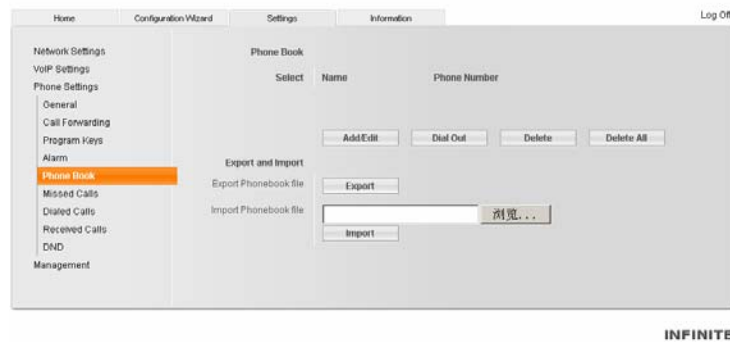 Home Configuration Wizard Settings Information Log Off
Network Settings
VoIP Settings
Phone Settings
General
Call Forwarding
Program Keys
Alarm
Phone Book
Missed Calls
Dialed Calls
Received Calls
DND
Management
Phone Book
Select Name Phone Number
Add/Edit Dial Out Delete Delete All
Export and Import
Export Phonebook file Export
Import Phonebook file 浏览...
Import
INFINITE